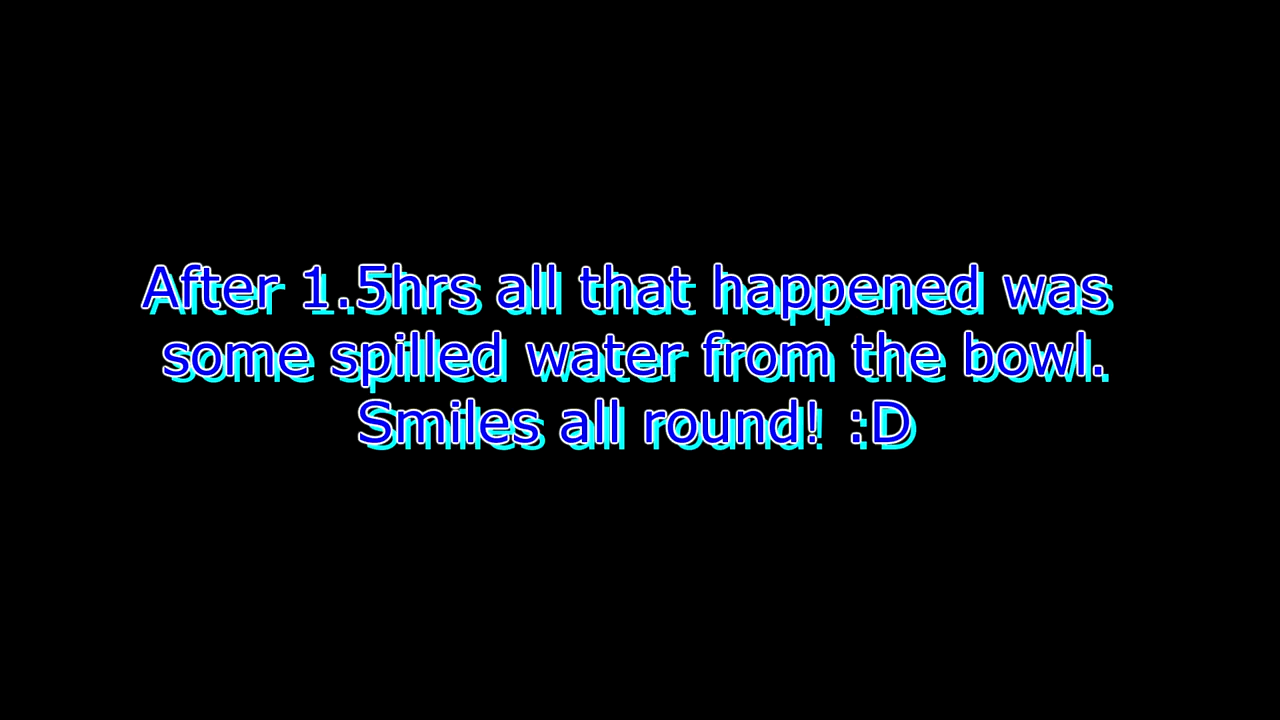 After 1.5hrs all that happened was
some spilled water from the bowl.
Smiles all round! :D